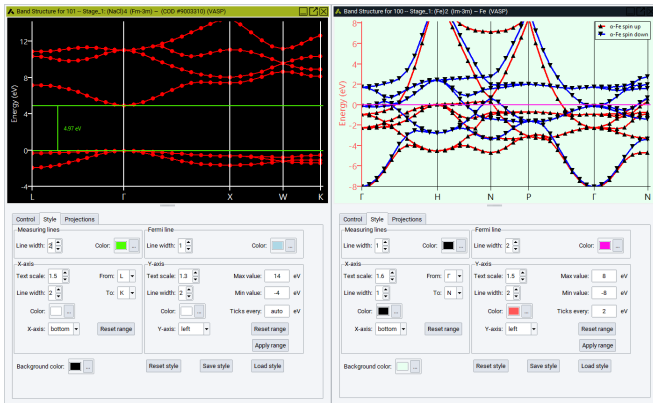 Band Structure for 101 -- Stage_1: (NaCl)4 (Fm-3m) ~ (COD #9003310) (VASP)
12
8
4
0
-4
Energy (eV)
4.97 eV
L Γ X W K
Control Style Projections
Measuring lines
Line width: 2 Color: ...
Fermi line
Line width: 1 Color: ...
X-axis
Text scale: 1.5 From: L
Line width: 2 To: K
Color: ...
X-axis: bottom Reset range
Y-axis
Text scale: 1.3 Max value: 14 eV
Line width: 2 Min value: -4 eV
Color: ... Ticks every: auto eV
Y-axis: left Reset range
Apply range
Background color: ... Reset style Save style Load style
Band Structure for 100 -- Stage_1: (Fe)2 (Im-3m) ~ Fe (VASP)
8
6
4
2
0
-2
-4
-6
-8
Energy (eV)
α-Fe spin up
α-Fe spin down
Γ H N P Γ N
Control Style Projections
Measuring lines
Line width: 1 Color: ...
Fermi line
Line width: 2 Color: ...
X-axis
Text scale: 1.6 From: Γ
Line width: 1 To: N
Color: ...
X-axis: bottom Reset range
Y-axis
Text scale: 1.5 Max value: 8 eV
Line width: 2 Min value: -8 eV
Color: ... Ticks every: 2 eV
Y-axis: left Reset range
Apply range
Background color: ... Reset style Save style Load style